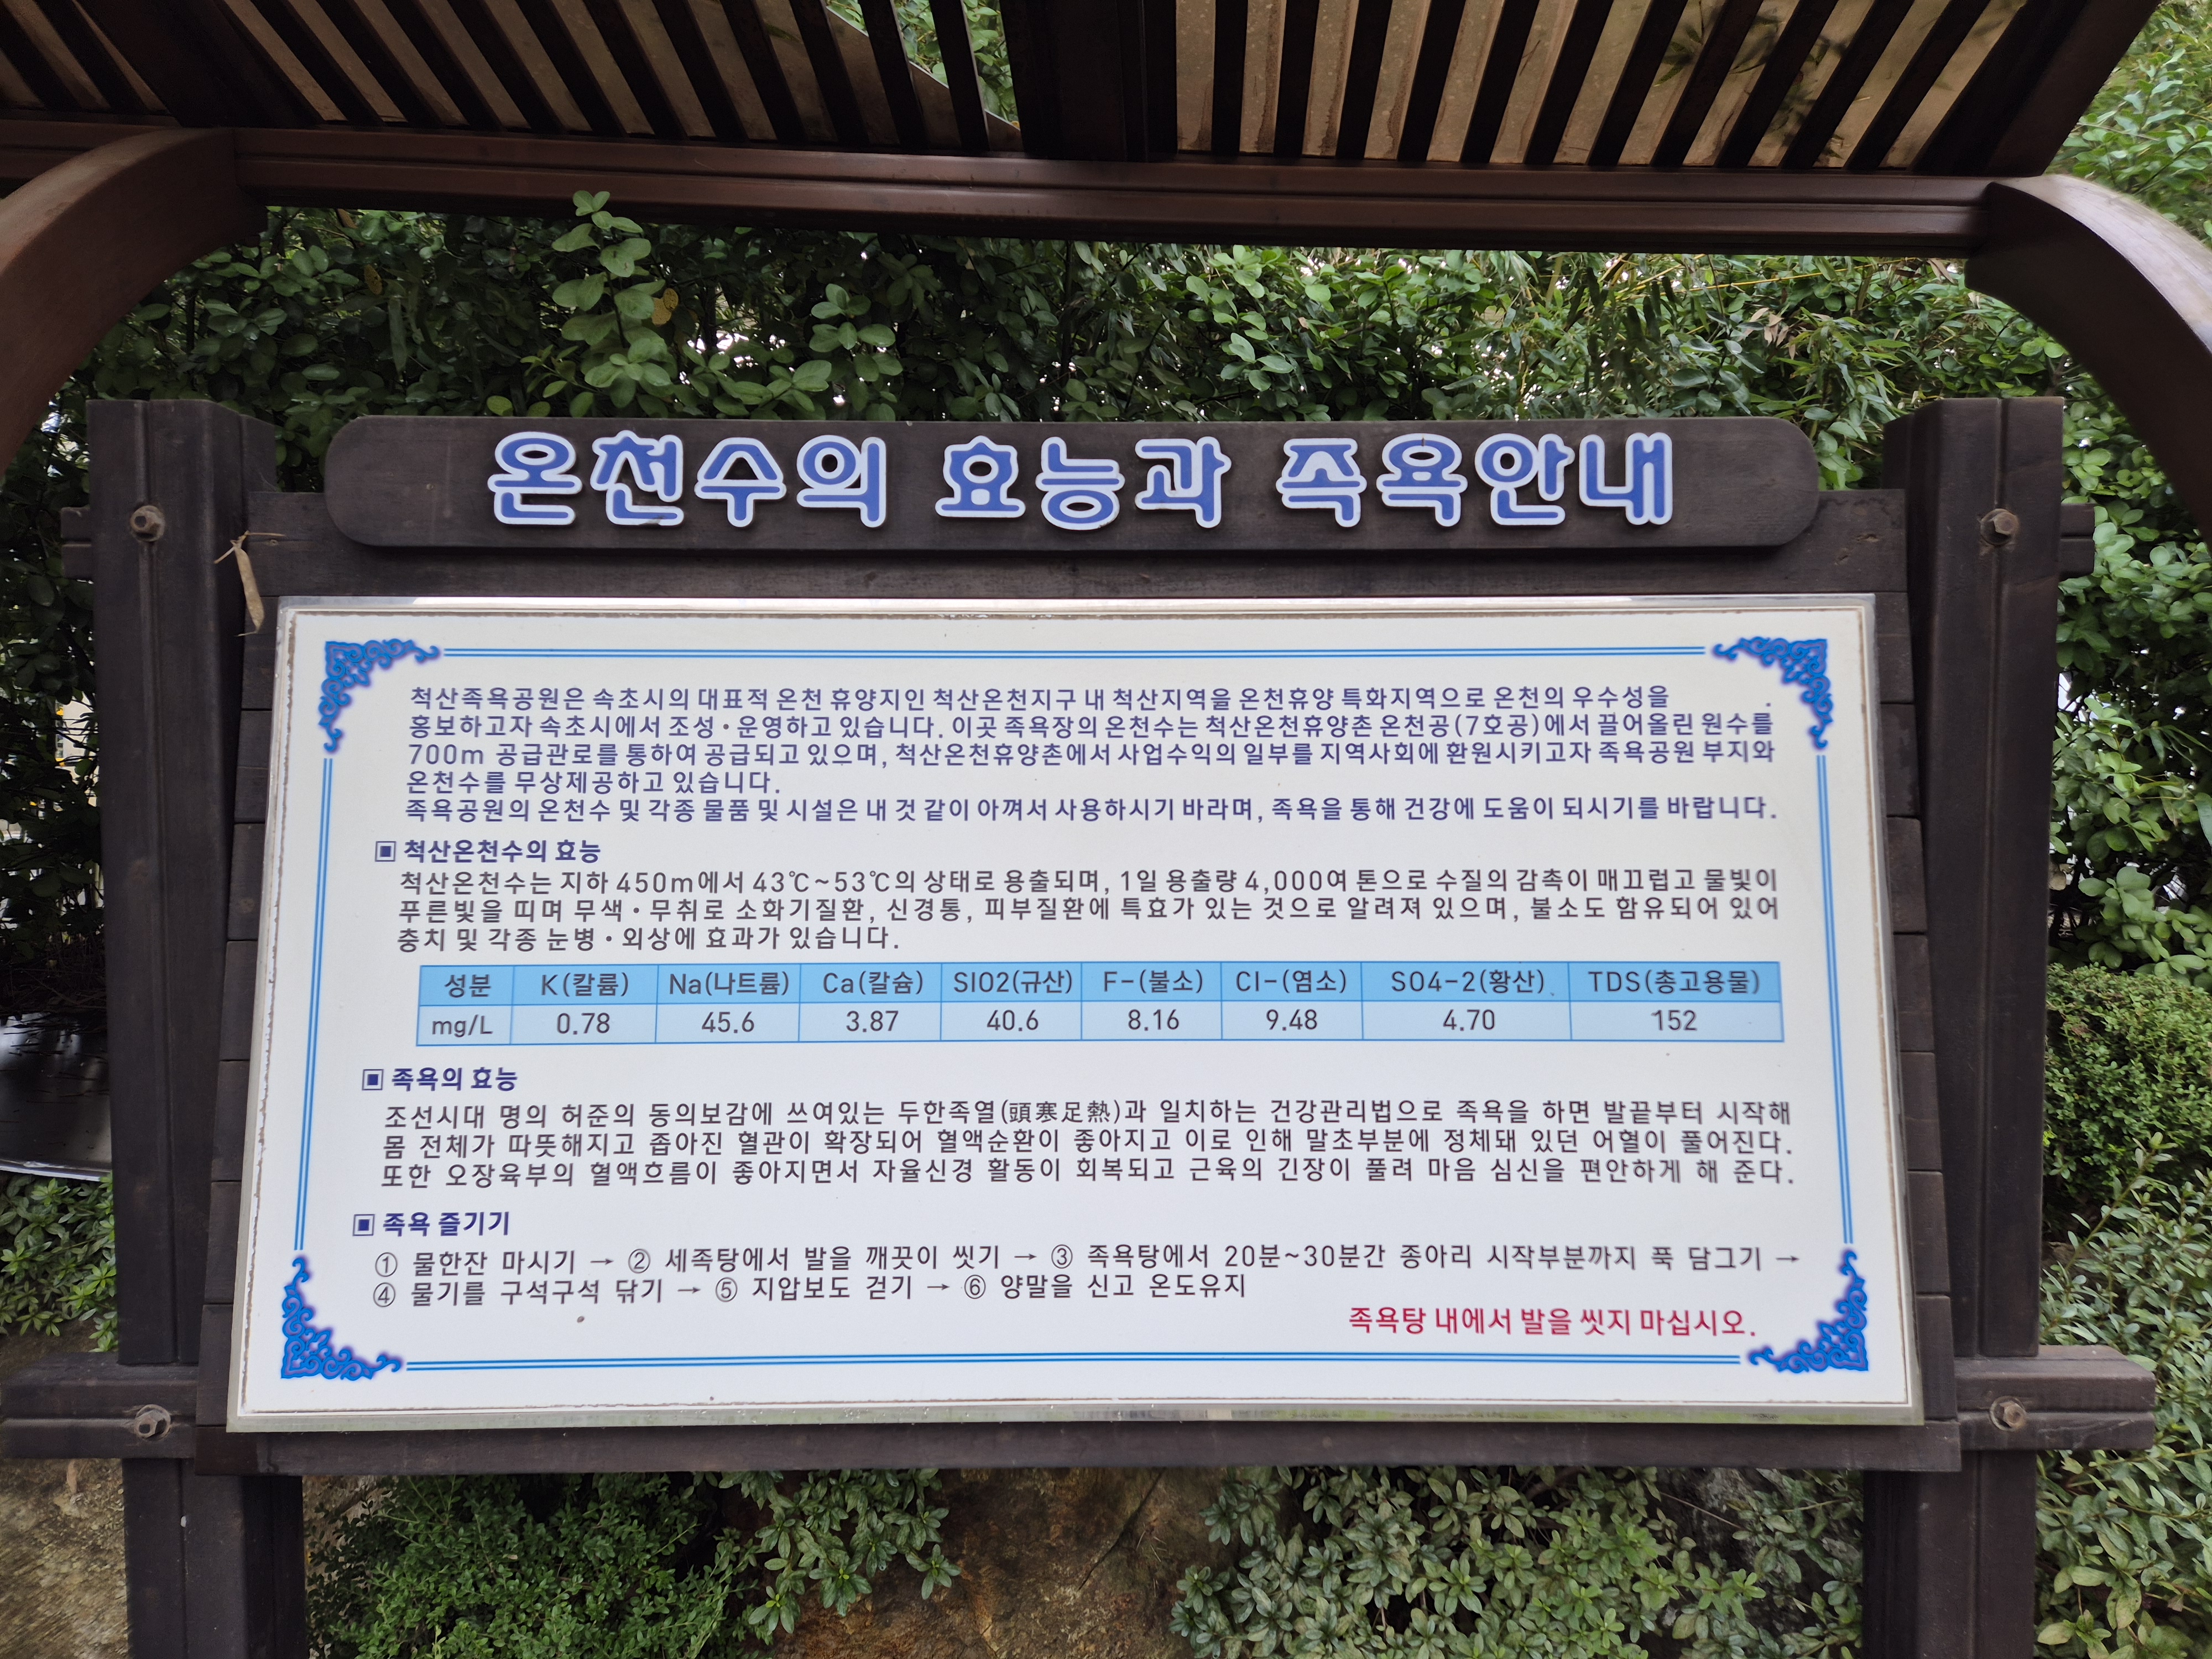 온천수의 효능과 족욕안내
척산족욕공원은 속초시의 대표적 온천 휴양지인 척산온천지구 내 척산지역을 온천휴양 특화지역으로 온천의 우수성을 .
홍보하고자 속초시에서 조성·운영하고 있습니다. 이곳 족욕장의 온천수는 척산온천휴양촌 온천공(7호공)에서 끌어올린 원수를
700m 공급관로를 통하여 공급되고 있으며, 척산온천휴양촌에서 사업수익의 일부를 지역사회에 환원시키고자 족욕공원 부지와
온천수를 무상제공하고 있습니다.
족욕공원의 온천수 및 각종 물품 및 시설은 내 것 같이 아껴서 사용하시기 바라며, 족욕을 통해 건강에 도움이 되시기를 바랍니다.
▣ 척산온천수의 효능
척산온천수는 지하 450m에서 43℃~53℃의 상태로 용출되며, 1일 용출량 4,000여 톤으로 수질의 감촉이 매끄럽고 물빛이
푸른빛을 띠며 무색·무취로 소화기질환, 신경통, 피부질환에 특효가 있는 것으로 알려져 있으며, 불소도 함유되어 있어
충치 및 각종 눈병·외상에 효과가 있습니다.
성분 K(칼륨) Na(나트륨) Ca(칼슘) SIO2(규산) F-(불소) CI-(염소) SO4-2(황산) TDS(총고용물)
mg/L 0.78 45.6 3.87 40.6 8.16 9.48 4.70 152
▣ 족욕의 효능
조선시대 명의 허준의 동의보감에 쓰여있는 두한족열(頭寒足熱)과 일치하는 건강관리법으로 족욕을 하면 발끝부터 시작해
몸 전체가 따뜻해지고 좁아진 혈관이 확장되어 혈액순환이 좋아지고 이로 인해 말초부분에 정체돼 있던 어혈이 풀어진다.
또한 오장육부의 혈액흐름이 좋아지면서 자율신경 활동이 회복되고 근육의 긴장이 풀려 마음 심신을 편안하게 해 준다.
▣ 족욕 즐기기
① 물한잔 마시기 → ② 세족탕에서 발을 깨끗이 씻기 → ③ 족욕탕에서 20분~30분간 종아리 시작부분까지 푹 담그기 →
④ 물기를 구석구석 닦기 → ⑤ 지압보도 걷기 → ⑥ 양말을 신고 온도유지
족욕탕 내에서 발을 씻지 마십시오.